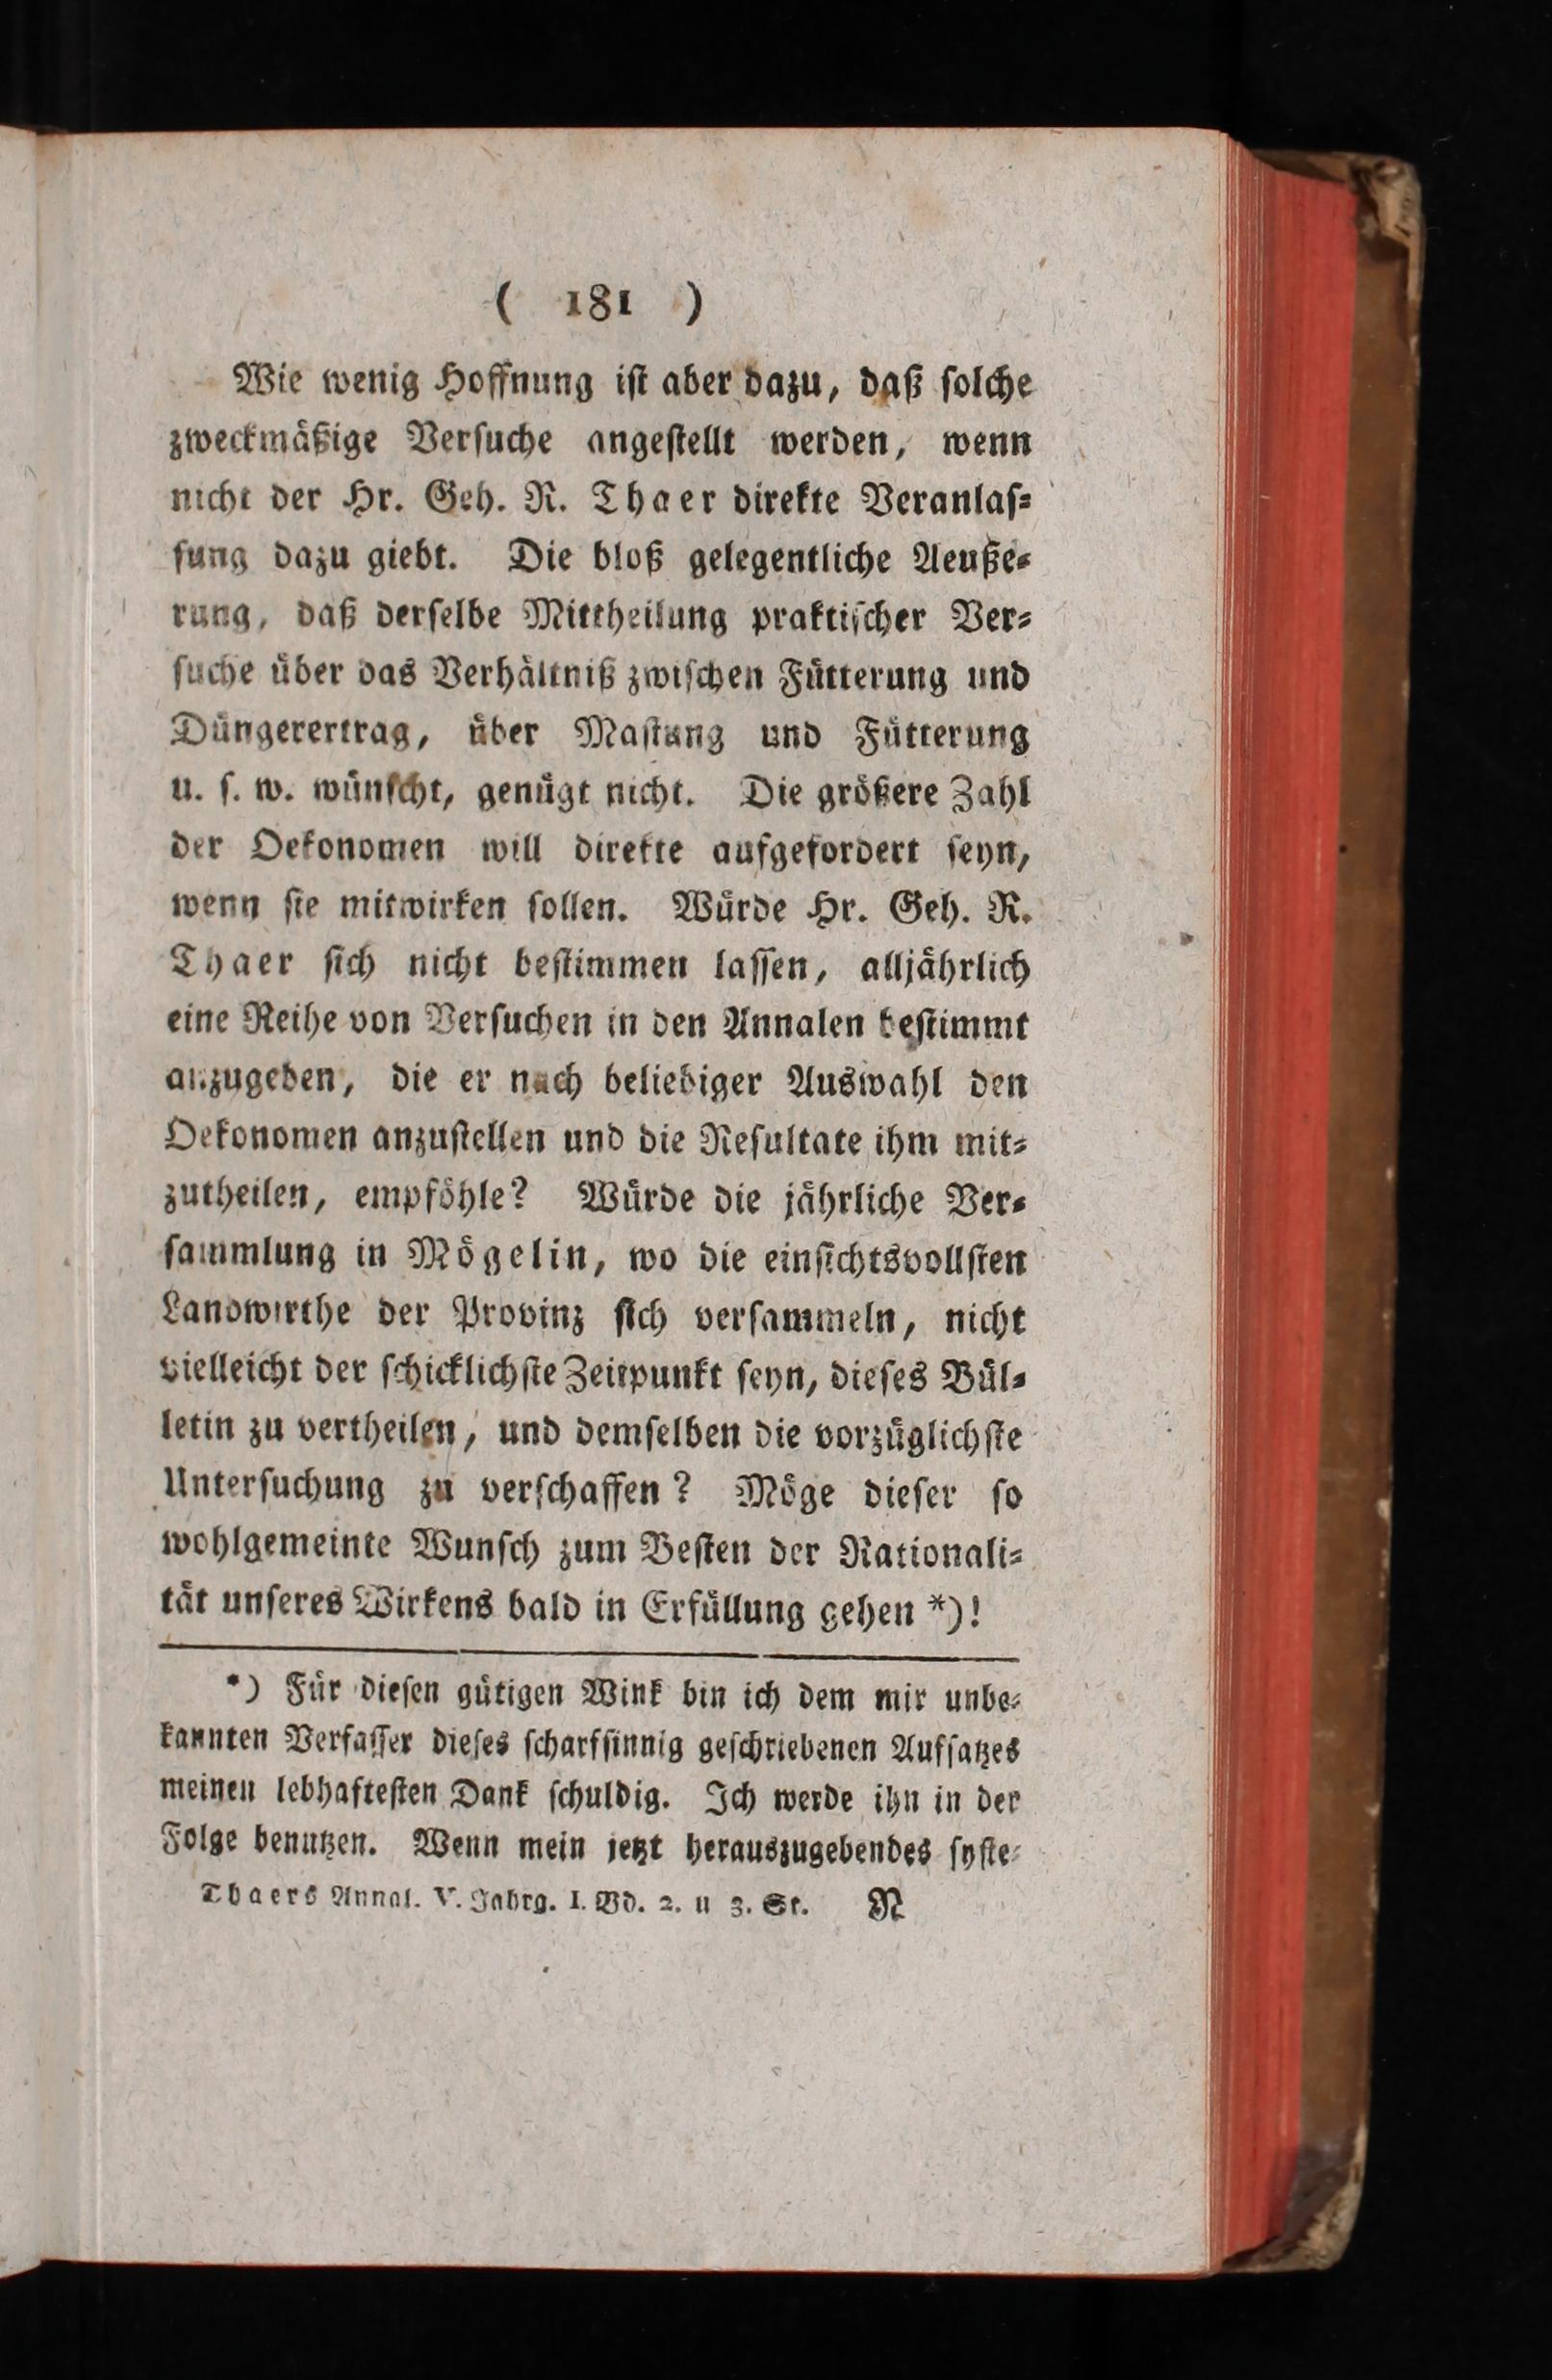 ( 181 )
Wie wenig Hoffnung iſt aber dazu, daß ſolche
zweckmäßige Verſuche angeſtellt werden, wenn
nicht der Hr. Geh. R. Thaer direkte Veranlaſ⸗
ſung dazu giebt. Die bloß gelegentliche Aeuße⸗
rung, daß derſelbe Mittheilung praktiſcher Ver⸗
ſuche über das Verhältniß zwiſchen Fütterung und
Düngerertrag, über Maſtung und Fütterung
u. ſ. w. wünſcht, genügt nicht. Die größere Zahl
der Oekonomen will direkte aufgefordert ſeyn,
wenn ſie mitwirken ſollen. Würde Hr. Geh. R.
Thaer ſich nicht beſtimmen laſſen, alljährlich
eine Reihe von Verſuchen in den Annalen beſtimmt
anzugeben, die er nach beliebiger Auswahl den
Oekonomen anzuſtellen und die Reſultate ihm mit⸗
zutheilen, empföhle? Würde die jährliche Ver⸗
ſammlung in Mögelin, wo die einſichtsvollſten
Landwirthe der Provinz ſich verſammeln, nicht
vielleicht der ſchicklichſte Zeitpunkt ſeyn, dieſes Bül⸗
letin zu vertheilen, und demſelben die vorzüglichſte
Unterſuchung zu verſchaffen? Möge dieſer ſo
wohlgemeinte Wunſch zum Beſten der Rationali⸗
tät unſeres Wirkens bald in Erfüllung gehen *)!
*) Für dieſen gütigen Wink bin ich dem mir unbe⸗
kannten Verfaſſer dieſes ſcharfſinnig geſchriebenen Aufſatzes
meinen lebhafteſten Dank ſchuldig. Ich werde ihn in der
Folge benutzen. Wenn mein jetzt herauszugebendes ſyſte⸗
Thaers Annal. V. Jahrg. I. Bd. 2. u 3. St. N